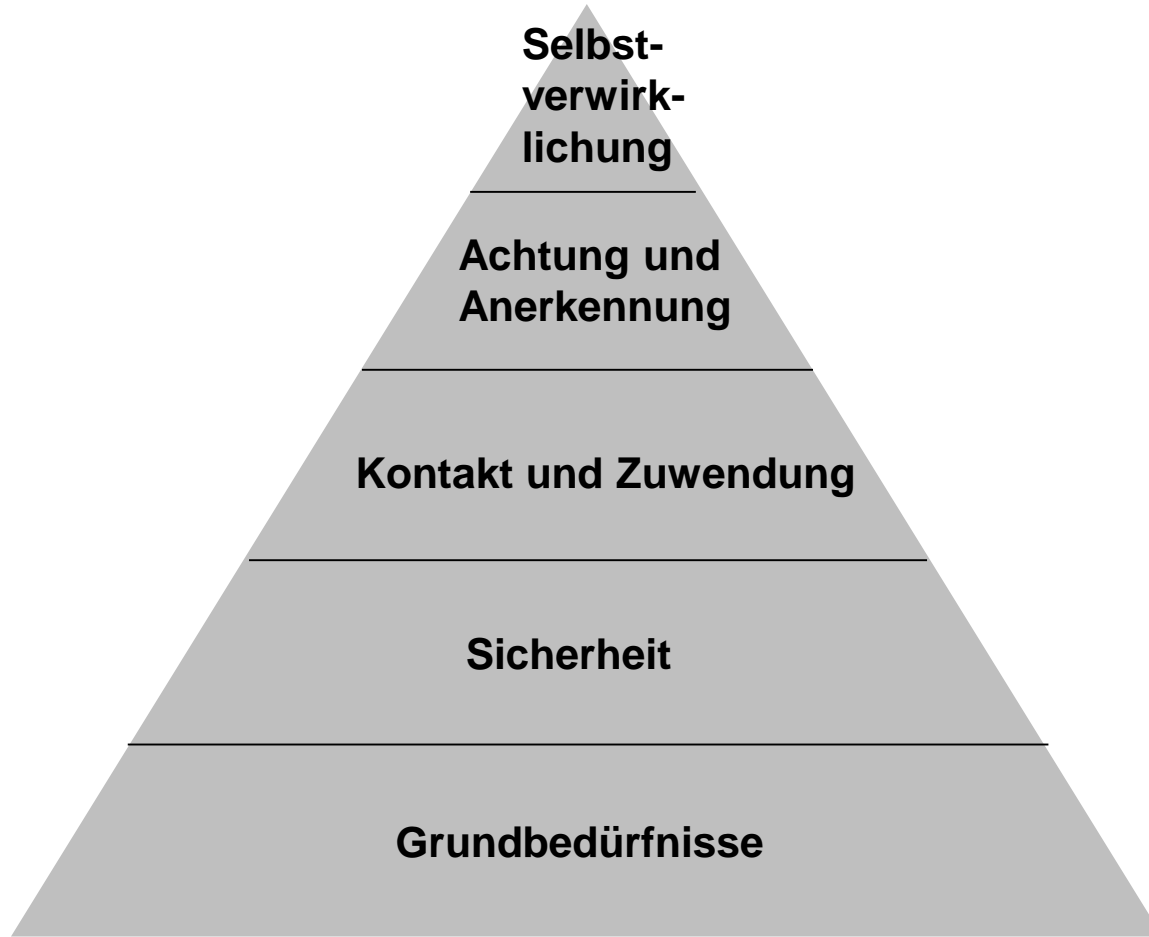 Selbst-
verwirk-
lichung
Achtung und
Anerkennung
Kontakt und Zuwendung
Sicherheit
Grundbedürfnisse